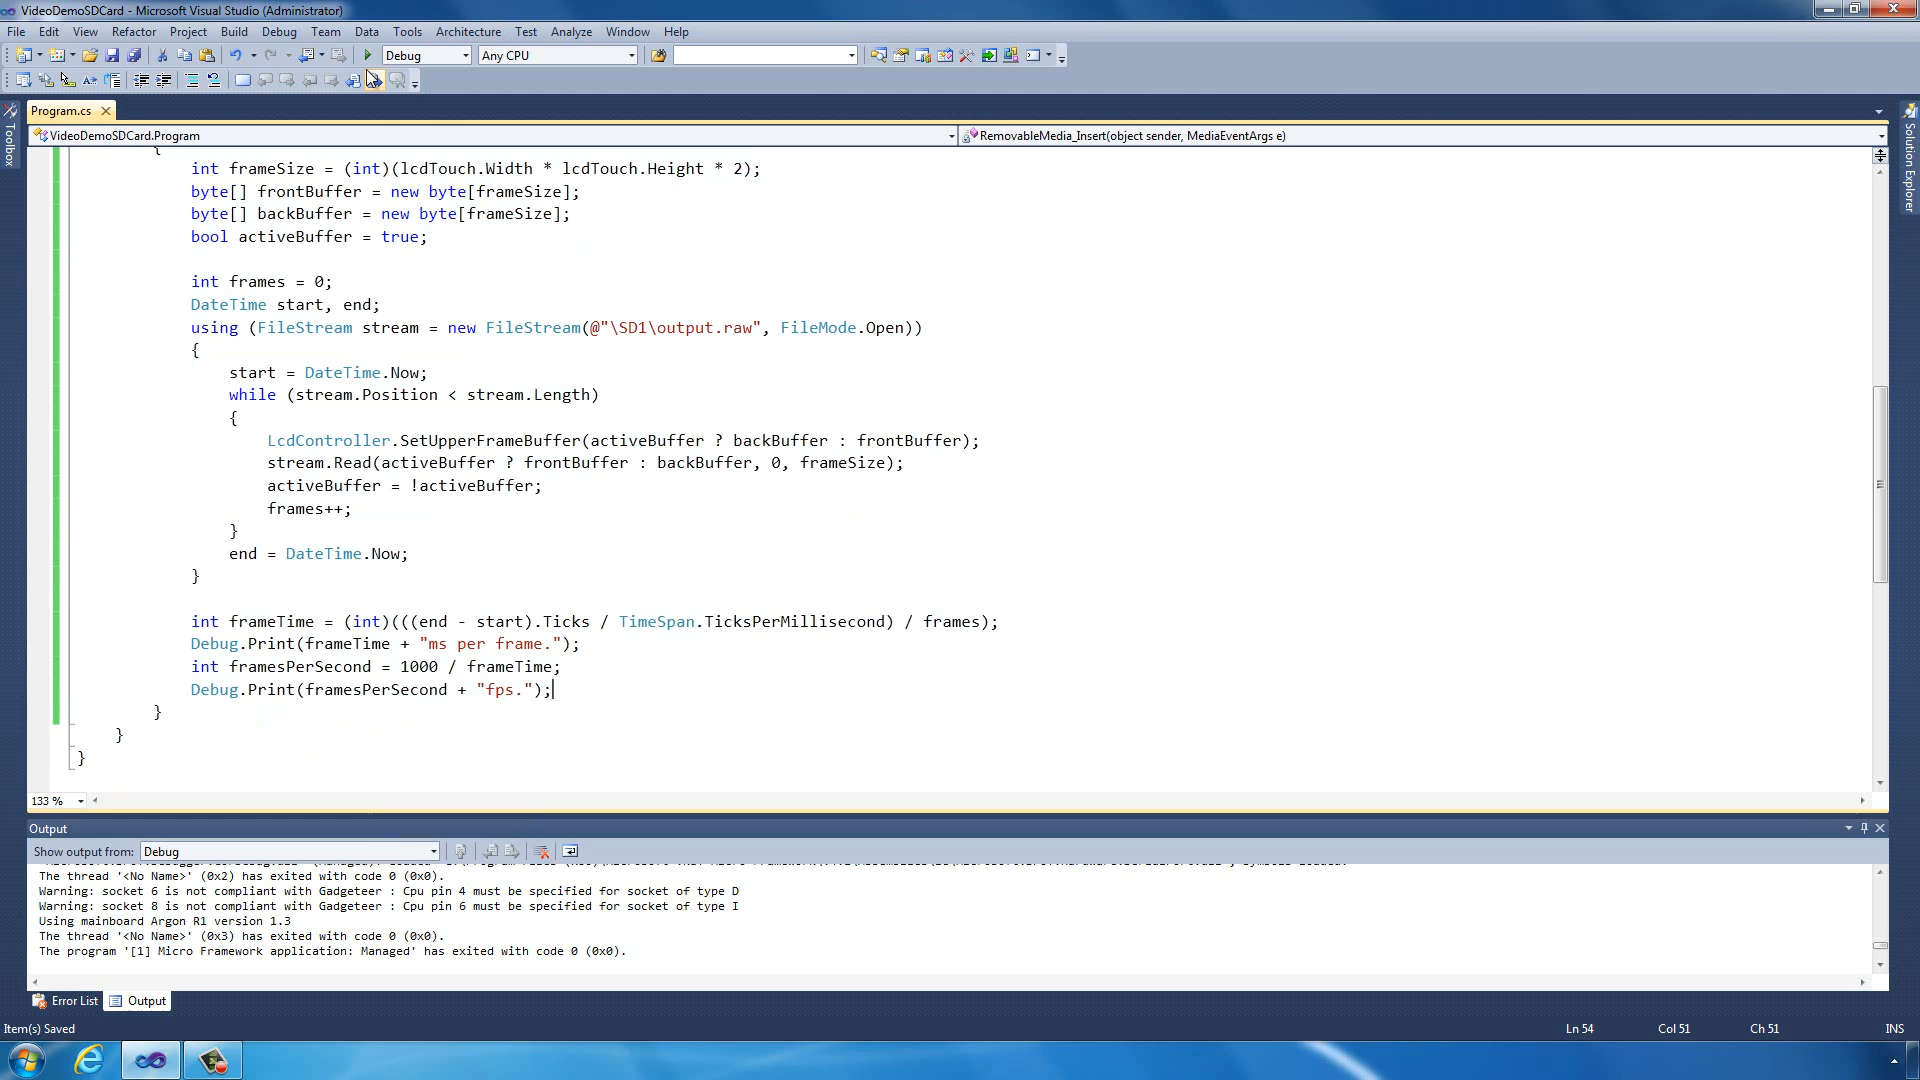 VideoDemoSDCard - Microsoft Visual Studio (Administrator)
File Edit View Refactor Project Build Debug Team Data Tools Architecture Test Analyze Window Help
Debug Any CPU
Program.cs
VideoDemoSDCard.Program RemovableMedia_Insert(object sender, MediaEventArgs e)
Toolbox
Solution Explorer
{
int frameSize = (int)(lcdTouch.Width * lcdTouch.Height * 2);
byte[] frontBuffer = new byte[frameSize];
byte[] backBuffer = new byte[frameSize];
bool activeBuffer = true;
int frames = 0;
DateTime start, end;
using (FileStream stream = new FileStream(@"\SD1\output.raw", FileMode.Open))
{
start = DateTime.Now;
while (stream.Position < stream.Length)
{
LcdController.SetUpperFrameBuffer(activeBuffer ? backBuffer : frontBuffer);
stream.Read(activeBuffer ? frontBuffer : backBuffer, 0, frameSize);
activeBuffer = !activeBuffer;
frames++;
}
end = DateTime.Now;
}
int frameTime = (int)(((end - start).Ticks / TimeSpan.TicksPerMillisecond) / frames);
Debug.Print(frameTime + "ms per frame.");
int framesPerSecond = 1000 / frameTime;
Debug.Print(framesPerSecond + "fps.");
}
}
}
133 %
Output
Show output from: Debug
The thread '<No Name>' (0x2) has exited with code 0 (0x0).
Warning: socket 6 is not compliant with Gadgeteer : Cpu pin 4 must be specified for socket of type D
Warning: socket 8 is not compliant with Gadgeteer : Cpu pin 6 must be specified for socket of type I
Using mainboard Argon R1 version 1.3
The thread '<No Name>' (0x3) has exited with code 0 (0x0).
The program '[1] Micro Framework application: Managed' has exited with code 0 (0x0).
Error List Output
Item(s) Saved Ln 54 Col 51 Ch 51 INS